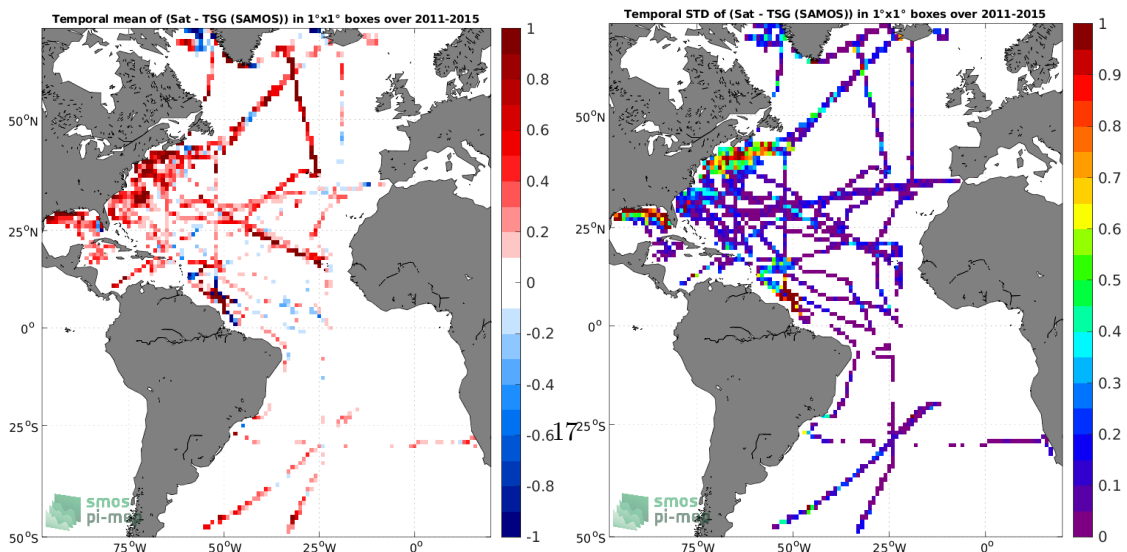 Temporal mean of (Sat - TSG (SAMOS)) in 1°x1° boxes over 2011-2015
50°N
25°N
0°
25°S
50°S
75°W
50°W
25°W
0°
1
0.8
0.6
0.4
0.2
0
-0.2
-0.4
-0.6
-0.8
-1
smos
pi-mep
17
Temporal STD of (Sat - TSG (SAMOS)) in 1°x1° boxes over 2011-2015
50°N
25°N
0°
25°S
50°S
75°W
50°W
25°W
0°
1
0.9
0.8
0.7
0.6
0.5
0.4
0.3
0.2
0.1
0
smos
pi-mep